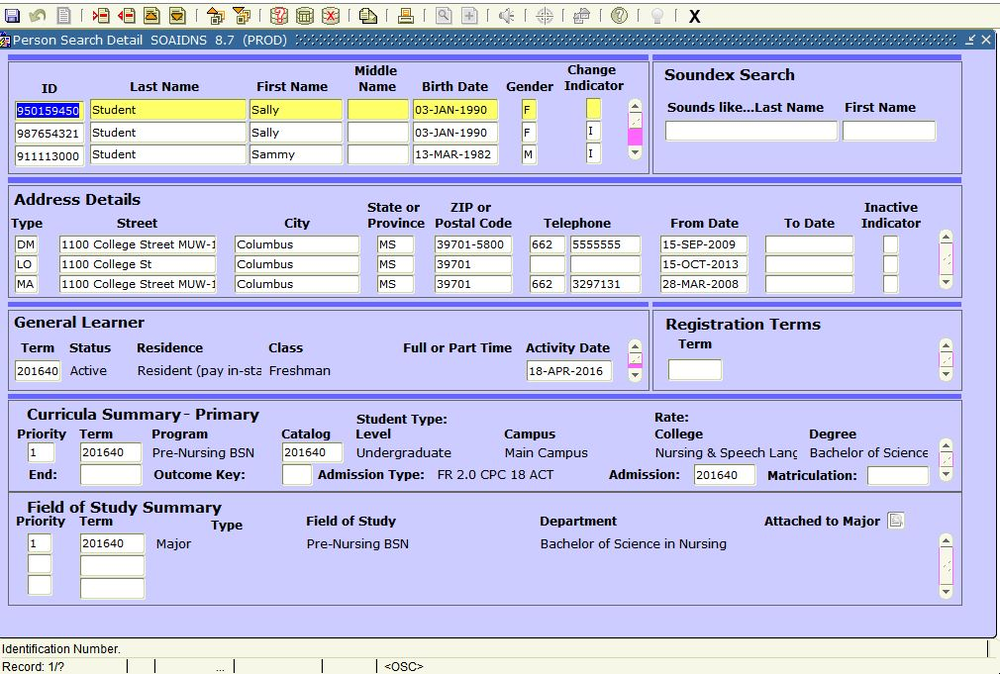 X
Person Search Detail SOAIDNS 8.7 (PROD)
ID Last Name First Name Middle Name Birth Date Gender Change Indicator
950159450 Student Sally 03-JAN-1990 F
987654321 Student Sally 03-JAN-1990 F I
911113000 Student Sammy 13-MAR-1982 M I
Soundex Search
Sounds like...Last Name First Name
Address Details
Type Street City State or Province ZIP or Postal Code Telephone From Date To Date Inactive Indicator
DM 1100 College Street MUW-1 Columbus MS 39701-5800 662 5555555 15-SEP-2009
LO 1100 College St Columbus MS 39701 15-OCT-2013
MA 1100 College Street MUW-1 Columbus MS 39701 662 3297131 28-MAR-2008
General Learner
Term Status Residence Class Full or Part Time Activity Date
201640 Active Resident (pay in-sta Freshman 18-APR-2016
Registration Terms
Term
Curricula Summary - Primary
Student Type: Rate:
Priority Term Program Catalog Level Campus College Degree
1 201640 Pre-Nursing BSN 201640 Undergraduate Main Campus Nursing & Speech Lang Bachelor of Science
End: Outcome Key: Admission Type: FR 2.0 CPC 18 ACT Admission: 201640 Matriculation:
Field of Study Summary
Priority Term Type Field of Study Department Attached to Major
1 201640 Major Pre-Nursing BSN Bachelor of Science in Nursing
Identification Number.
Record: 1/? ... <OSC>